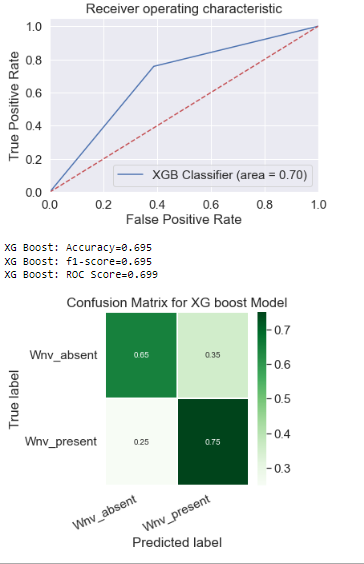 Receiver operating characteristic
True Positive Rate
1.0
0.8
0.6
0.4
0.2
0.0
XGB Classifier (area = 0.70)
0.0 0.2 0.4 0.6 0.8 1.0
False Positive Rate
XG Boost: Accuracy=0.695
XG Boost: f1-score=0.695
XG Boost: ROC Score=0.699
Confusion Matrix for XG boost Model
True label
Wnv_absent 0.65 0.35
Wnv_present 0.25 0.75
0.7
0.6
0.5
0.4
0.3
Wnv_absent Wnv_present
Predicted label